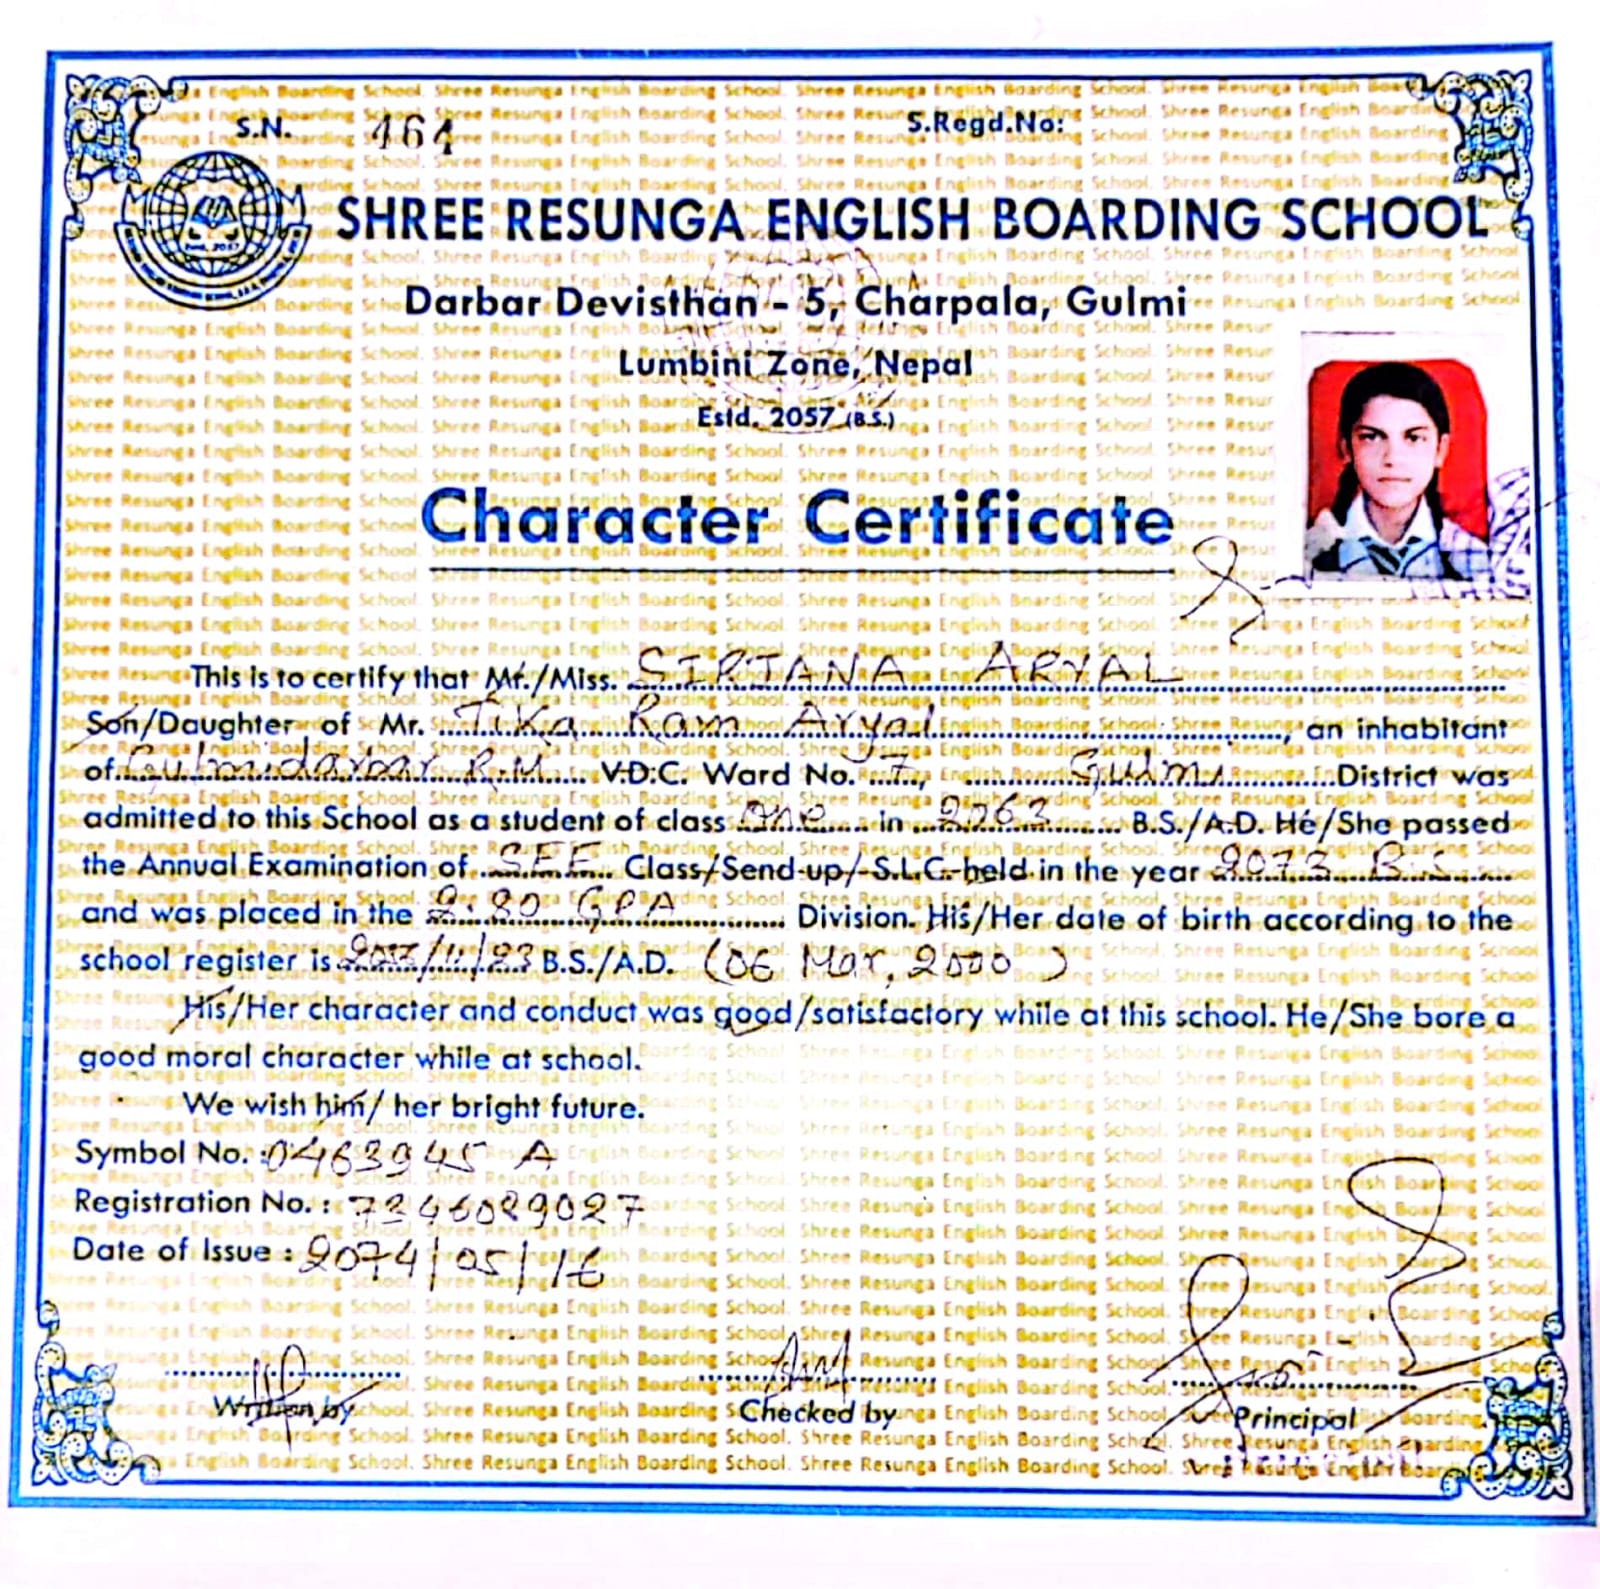 S.N. 164 S.Regd.No:
SHREE RESUNGA ENGLISH BOARDING SCHOOL
Darbar Devisthan - 5, Charpala, Gulmi
Lumbini Zone, Nepal
Estd. 2057 (B.S.)
Character Certificate
This is to certify that Mr./Miss. SIRJANA ARYAL
Son/Daughter of Mr. Tika Ram Aryal, an inhabitant
of Gulmidarbar R.M. V.D.C. Ward No. 7, Gulmi District was
admitted to this School as a student of class One in 2063 B.S./A.D. He/She passed
the Annual Examination of SEE Class/Send-up/S.L.C. held in the year 2073 B.S.
and was placed in the 2.80 GPA Division. His/Her date of birth according to the
school register is /11/23 B.S./A.D. (06 Mar, 2000)
His/Her character and conduct was good/satisfactory while at this school. He/She bore a
good moral character while at school.
We wish him/ her bright future.
Symbol No. : 0463945 A
Registration No. : 7346089027
Date of Issue : 2074/05/16
Written by Checked by Principal